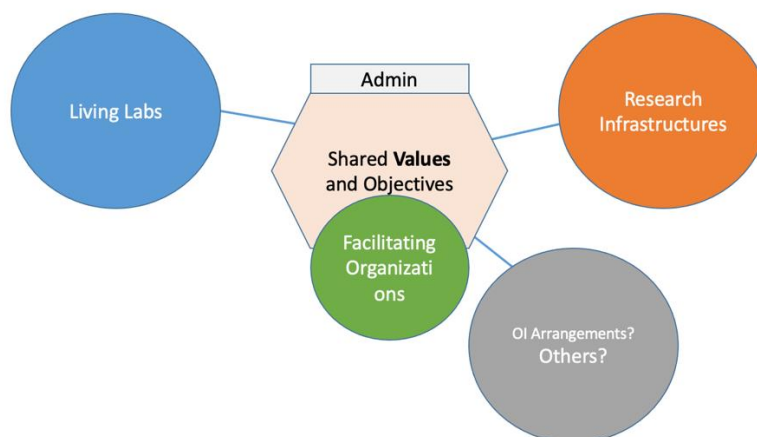 Admin
Living Labs
Research
Infrastructures
Shared Values
and Objectives
Facilitating
Organizati
ons
OI Arrangements?
Others?